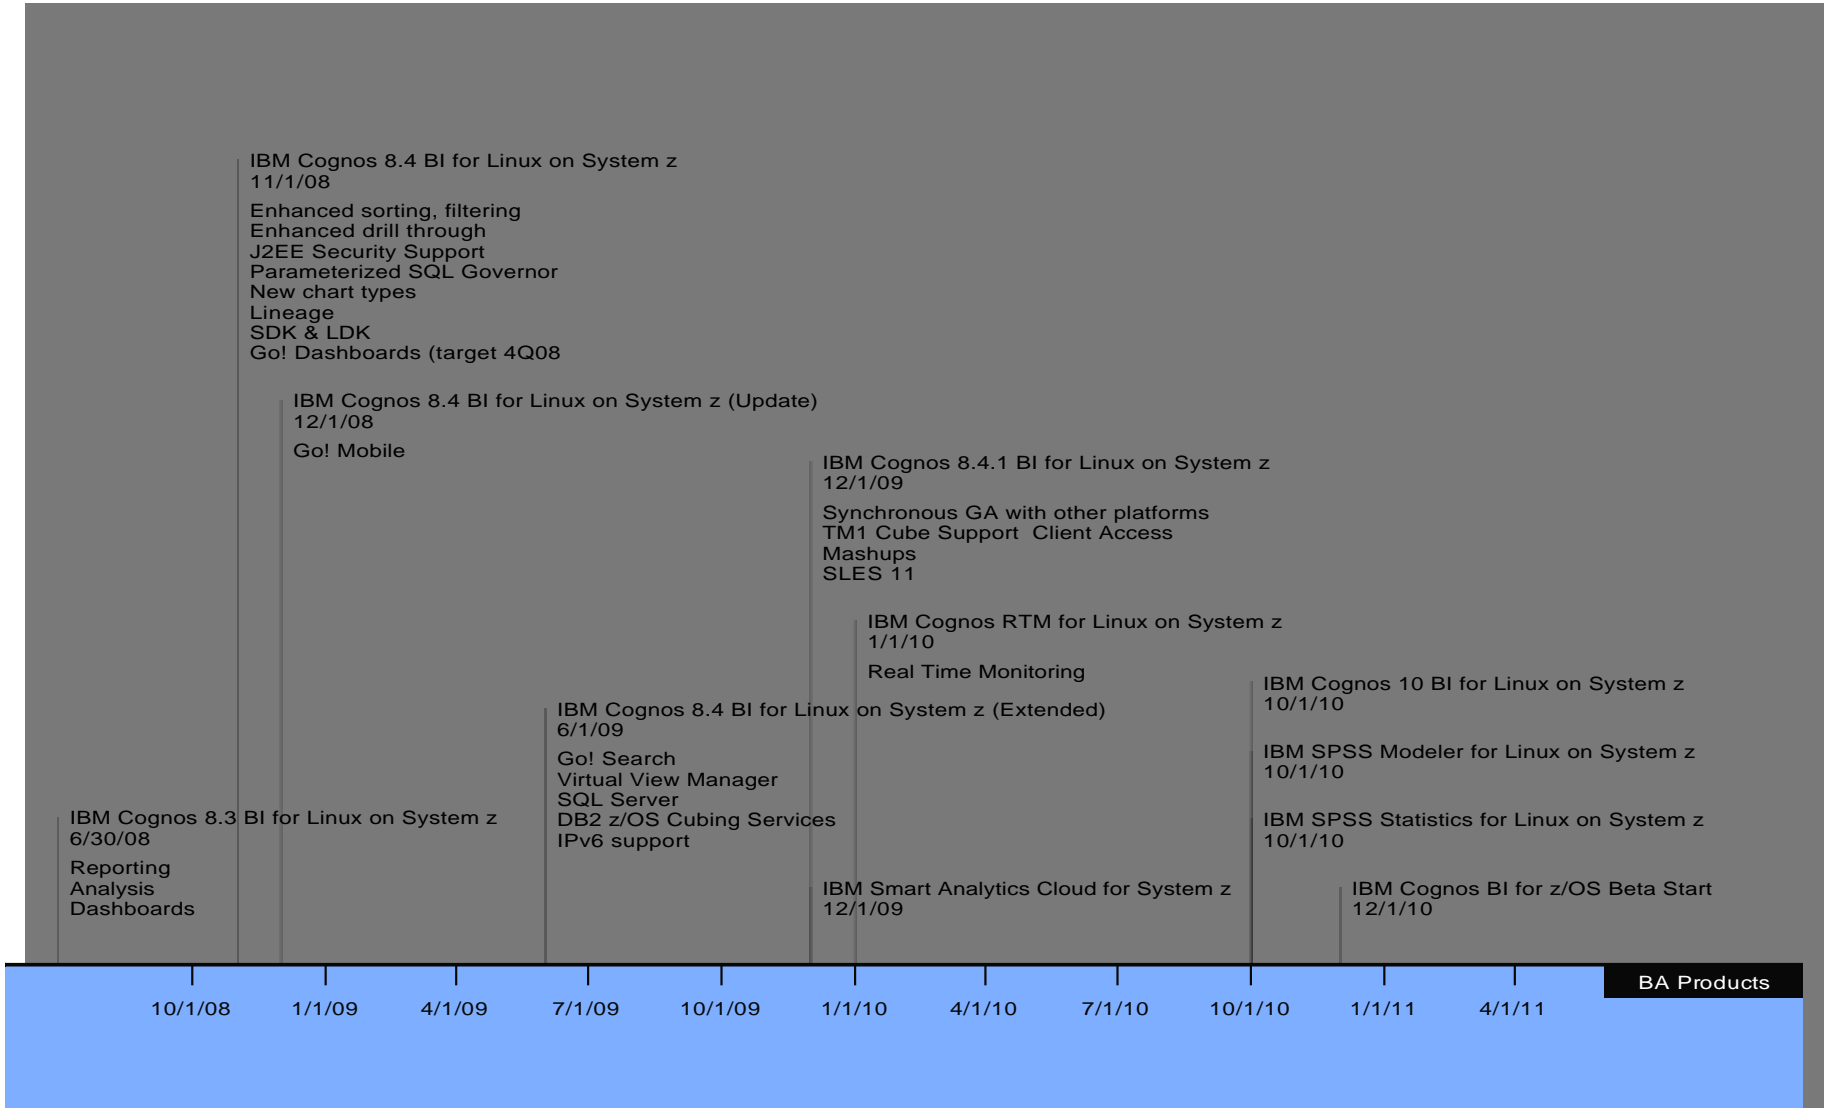 IBM Cognos 8.4 BI for Linux on System z
11/1/08
Enhanced sorting, filtering
Enhanced drill through
J2EE Security Support
Parameterized SQL Governor
New chart types
Lineage
SDK & LDK
Go! Dashboards (target 4Q08
IBM Cognos 8.4 BI for Linux on System z (Update)
12/1/08
Go! Mobile
IBM Cognos 8.4.1 BI for Linux on System z
12/1/09
Synchronous GA with other platforms
TM1 Cube Support  Client Access
Mashups
SLES 11
IBM Cognos RTM for Linux on System z
1/1/10
Real Time Monitoring
IBM Cognos 10 BI for Linux on System z
10/1/10
IBM Cognos 8.4 BI for Linux on System z (Extended)
6/1/09
Go! Search
Virtual View Manager
SQL Server
DB2 z/OS Cubing Services
IPv6 support
IBM SPSS Modeler for Linux on System z
10/1/10
IBM Cognos 8.3 BI for Linux on System z
6/30/08
Reporting
Analysis
Dashboards
IBM SPSS Statistics for Linux on System z
10/1/10
IBM Smart Analytics Cloud for System z
12/1/09
IBM Cognos BI for z/OS Beta Start
12/1/10
BA Products
10/1/08 1/1/09 4/1/09 7/1/09 10/1/09 1/1/10 4/1/10 7/1/10 10/1/10 1/1/11 4/1/11